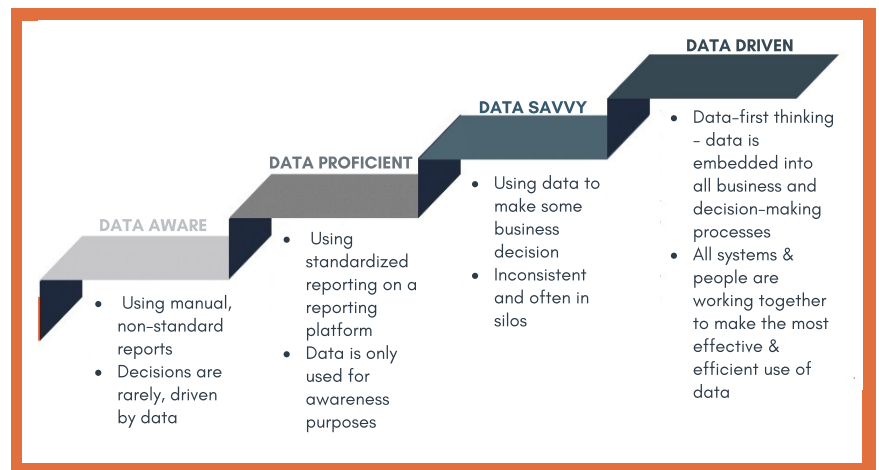 DATA DRIVEN
DATA SAVVY
DATA PROFICIENT
DATA AWARE
• Using manual,
non-standard
reports
• Decisions are
rarely, driven
by data
• Using
standardized
reporting on a
reporting
platform
• Data is only
used for
awareness
purposes
• Using data to
make some
business
decision
• Inconsistent
and often in
silos
• Data-first thinking
- data is
embedded into
all business and
decision-making
processes
• All systems &
people are
working together
to make the most
effective &
efficient use of
data